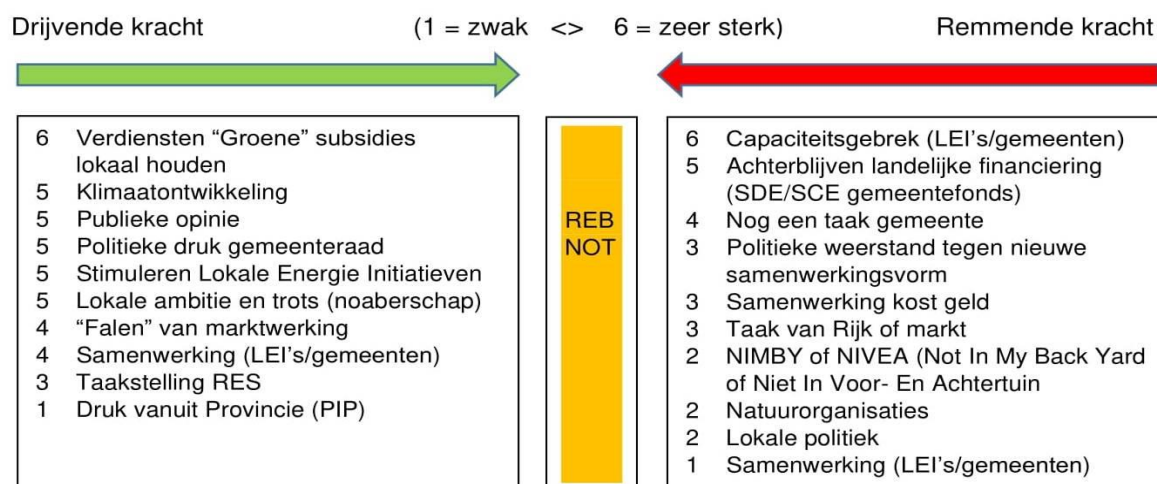 Drijvende kracht (1 = zwak <> 6 = zeer sterk) Remmende kracht
6 Verdiensten “Groene” subsidies
lokaal houden
5 Klimaatontwikkeling
5 Publieke opinie
5 Politieke druk gemeenteraad
5 Stimuleren Lokale Energie Initiatieven
5 Lokale ambitie en trots (noaberschap)
4 “Falen” van marktwerking
4 Samenwerking (LEI's/gemeenten)
3 Taakstelling RES
1 Druk vanuit Provincie (PIP)
REB
NOT
6 Capaciteitsgebrek (LEI's/gemeenten)
5 Achterblijven landelijke financiering
(SDE/SCE gemeentefonds)
4 Nog een taak gemeente
3 Politieke weerstand tegen nieuwe
samenwerkingsvorm
3 Samenwerking kost geld
3 Taak van Rijk of markt
2 NIMBY of NIVEA (Not In My Back Yard
of Niet In Voor- En Achtertuin
2 Natuurorganisaties
2 Lokale politiek
1 Samenwerking (LEI's/gemeenten)